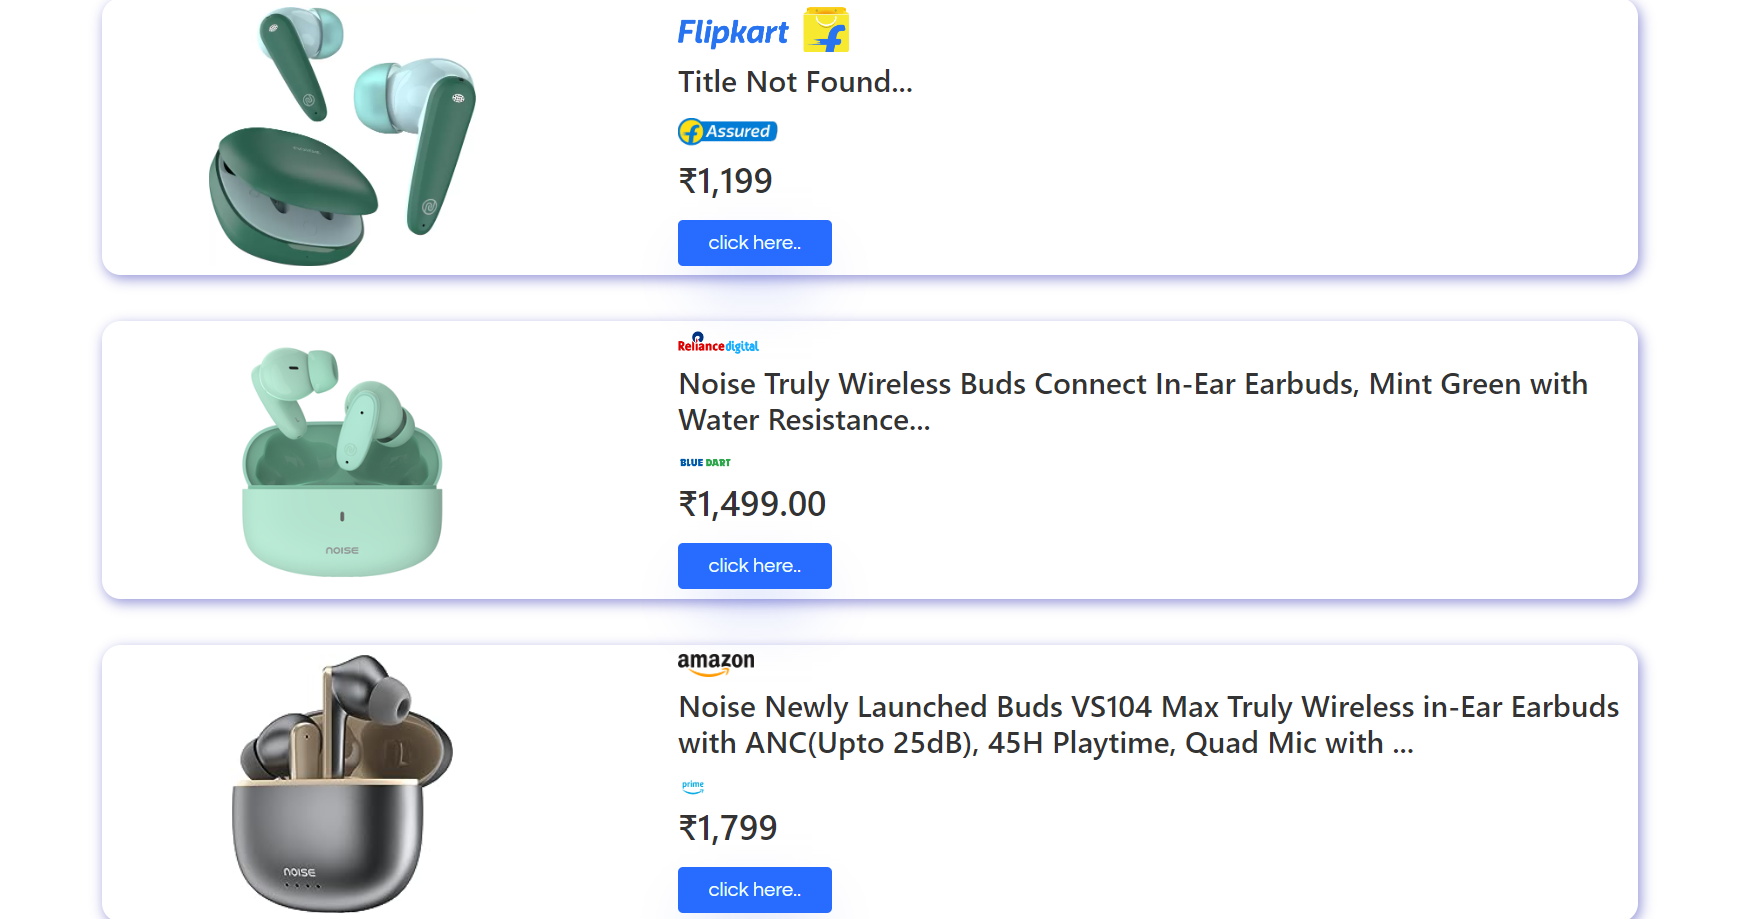 Flipkart
Title Not Found...
Assured
₹1,199
click here..
Reliance digital
Noise Truly Wireless Buds Connect In-Ear Earbuds, Mint Green with
Water Resistance...
BLUE DART
₹1,499.00
click here..
noise
amazon
Noise Newly Launched Buds VS104 Max Truly Wireless in-Ear Earbuds
with ANC(Upto 25dB), 45H Playtime, Quad Mic with ...
prime
₹1,799
click here..
noise